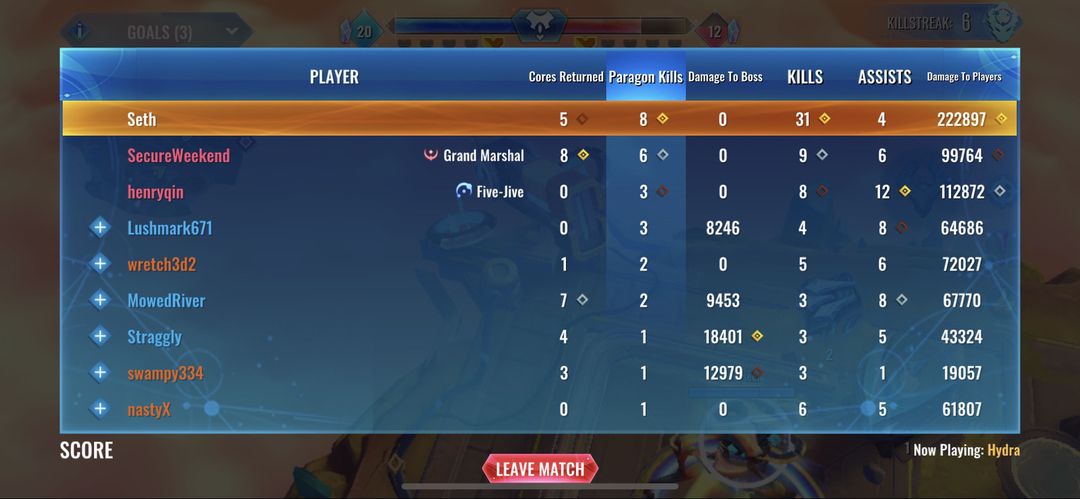 GOALS (3)
20
12
KILLSTREAK: 6
PLAYER Cores Returned Paragon Kills Damage To Boss KILLS ASSISTS Damage To Players
Seth 5 8 0 31 4 222897
SecureWeekend Grand Marshal 8 6 0 9 6 99764
henryqin Five-Jive 0 3 0 8 12 112872
Lushmark671 0 3 8246 4 8 64686
wretch3d2 1 2 0 5 6 72027
MowedRiver 7 2 9453 3 8 67770
Straggly 4 1 18401 3 5 43324
swampy334 3 1 12979 3 1 19057
nastyX 0 1 0 6 5 61807
SCORE
Now Playing: Hydra
LEAVE MATCH